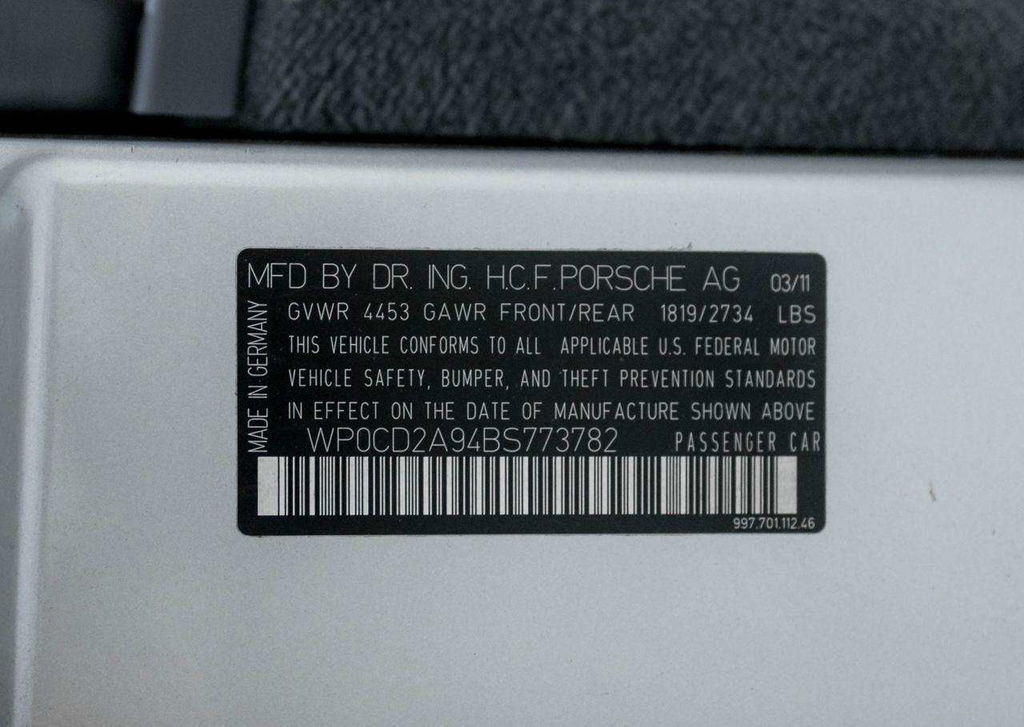 MFD BY DR. ING. H.C.F.PORSCHE AG 03/11
GVWR 4453 GAWR FRONT/REAR 1819/2734 LBS
THIS VEHICLE CONFORMS TO ALL APPLICABLE U.S. FEDERAL MOTOR
VEHICLE SAFETY, BUMPER, AND THEFT PREVENTION STANDARDS
IN EFFECT ON THE DATE OF MANUFACTURE SHOWN ABOVE
WP0CD2A94BS773782 PASSENGER CAR
MADE IN GERMANY
997.701.112.46